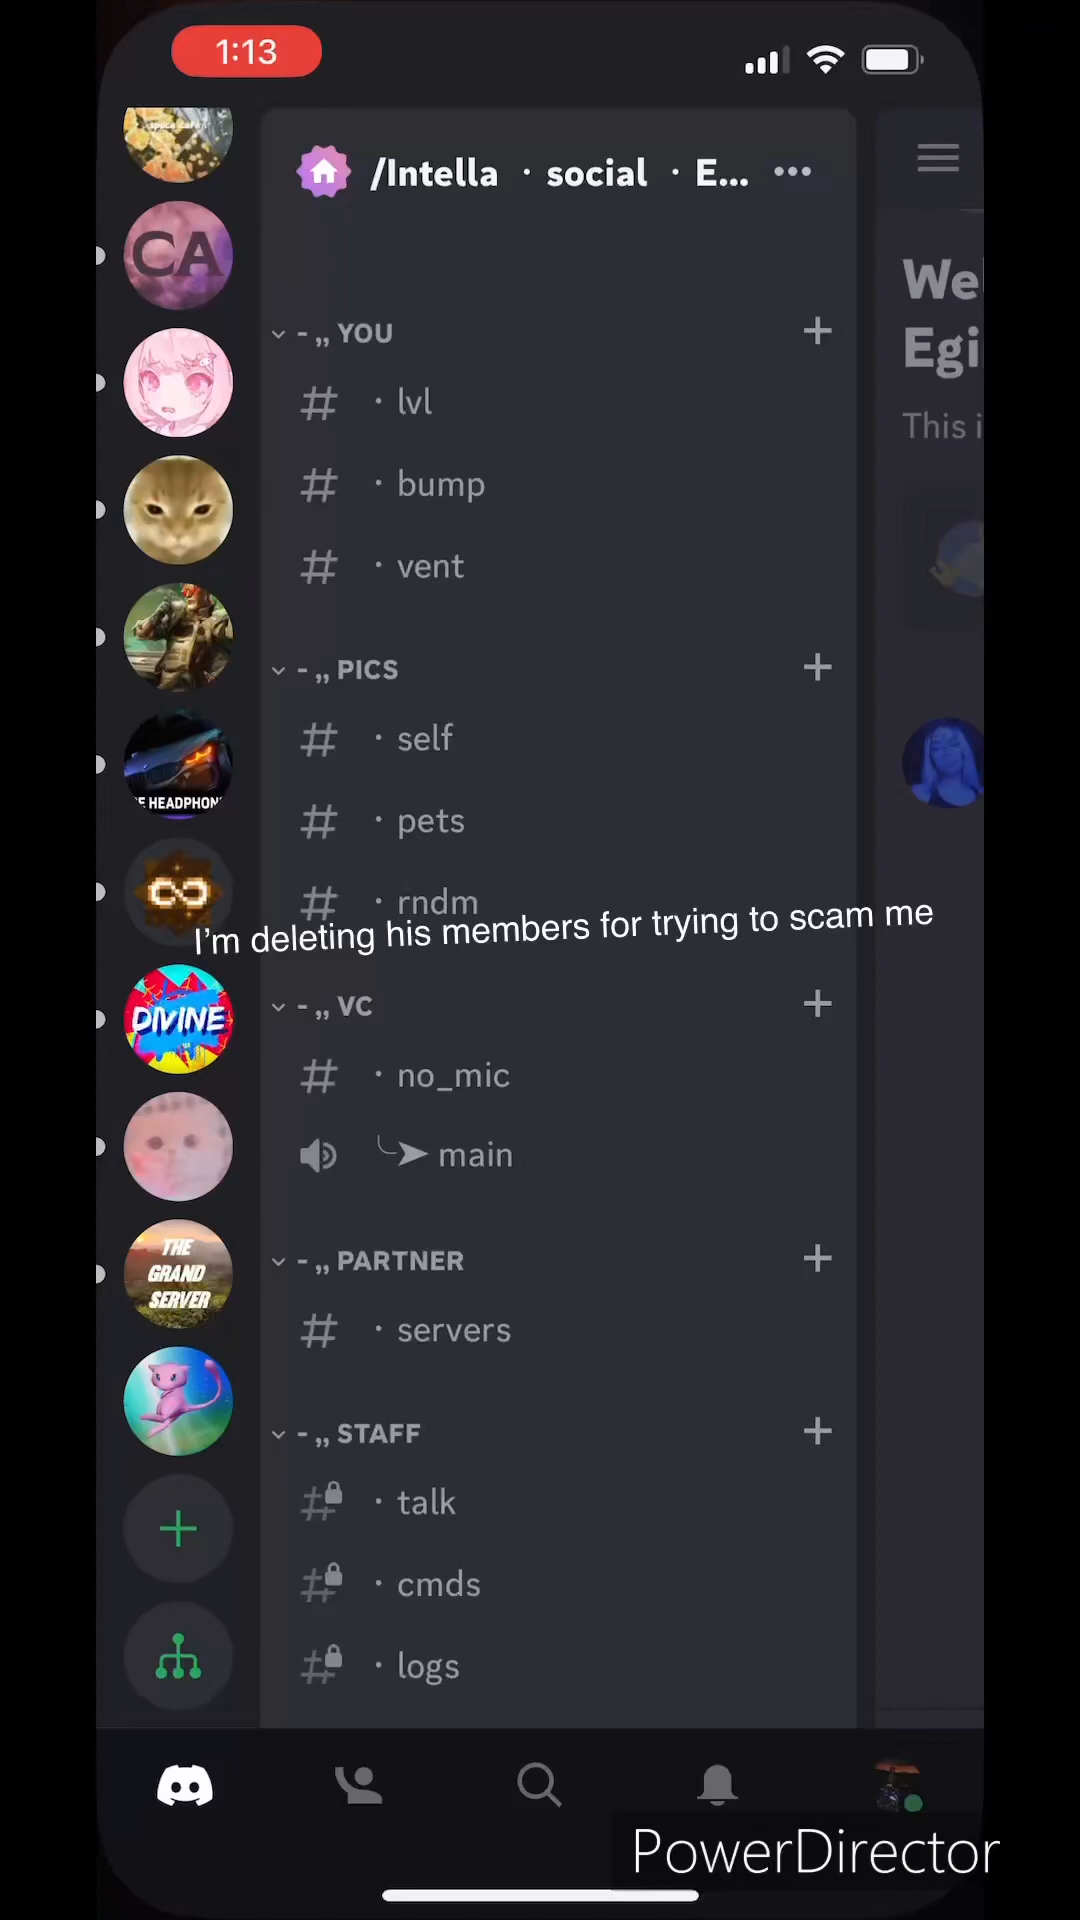 1:13
space café
/Intella · social · E...
CA
- „ YOU
We
Egi
· lvl
This i
· bump
· vent
- „ PICS
· self
E HEADPHON
· pets
· rndm
I'm deleting his members for trying to scam me
- „ VC
DIVINE
· no_mic
main
THE
GRAND
SERVER
- „ PARTNER
· servers
- „ STAFF
· talk
· cmds
· logs
PowerDirector